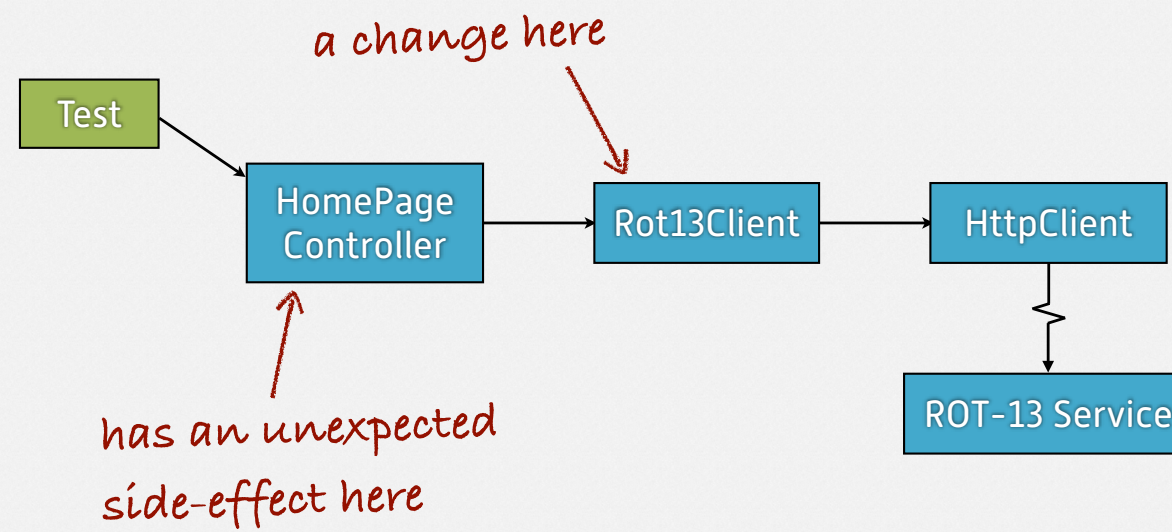 a change here
Test
HomePage
Controller
Rot13Client
HttpClient
ROT-13 Service
has an unexpected
side-effect here